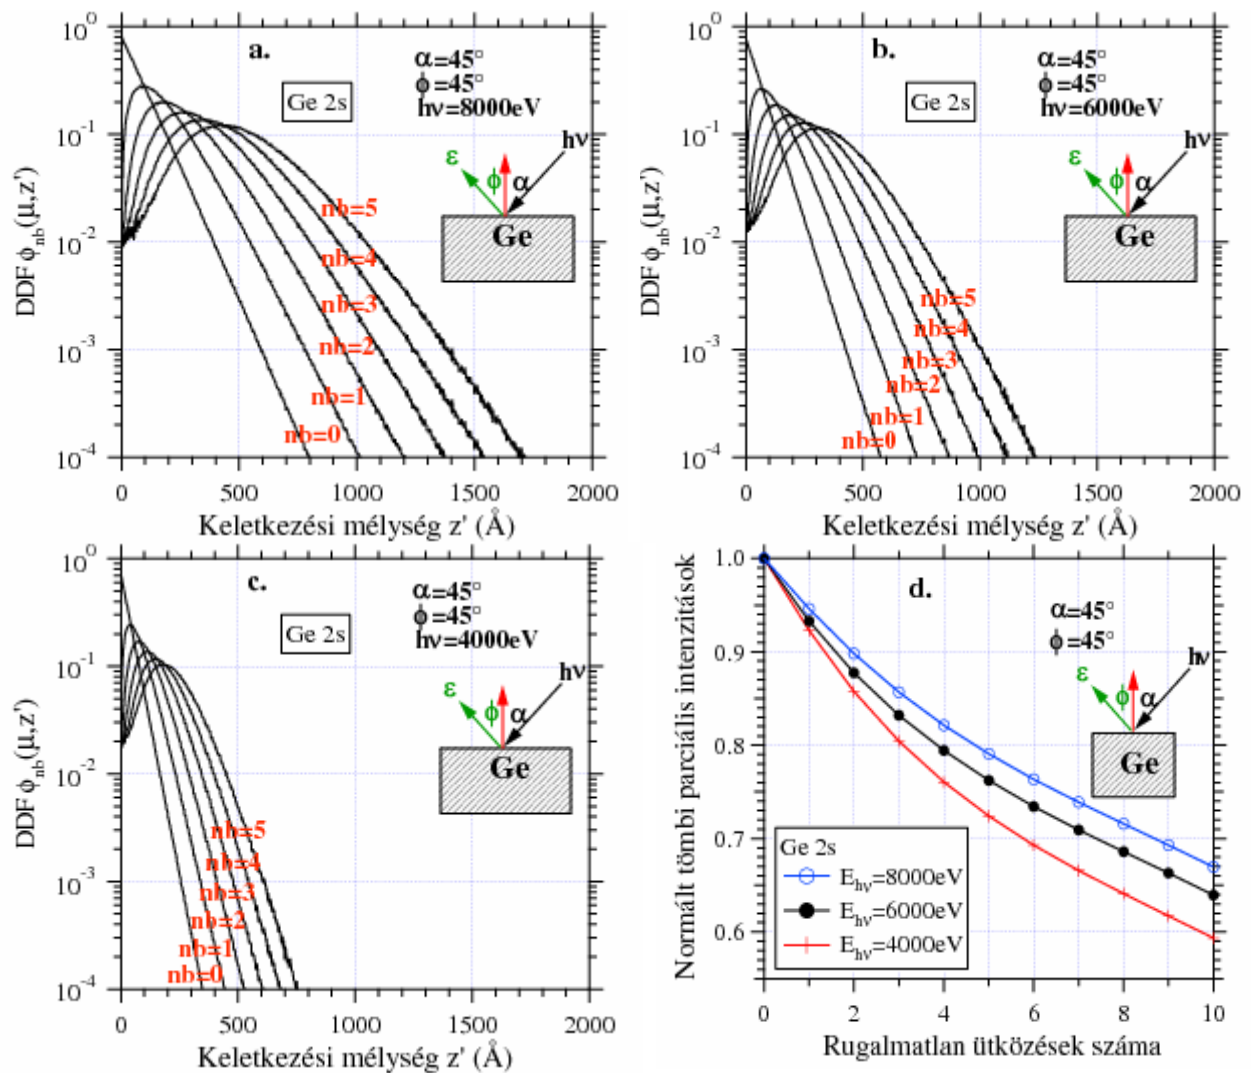 a.
α=45°
ϕ=45°
hν=8000eV
Ge 2s
hν
ε
ϕ
α
Ge
nb=5
nb=4
nb=3
nb=2
nb=1
nb=0
DDF ϕnb(μ,z')
10⁰
10⁻¹
10⁻²
10⁻³
10⁻⁴
0 500 1000 1500 2000
Keletkezési mélység z' (Å)
b.
α=45°
ϕ=45°
hν=6000eV
Ge 2s
hν
ε
ϕ
α
Ge
nb=5
nb=4
nb=3
nb=2
nb=1
nb=0
DDF ϕnb(μ,z')
10⁰
10⁻¹
10⁻²
10⁻³
10⁻⁴
0 500 1000 1500 2000
Keletkezési mélység z' (Å)
c.
α=45°
ϕ=45°
hν=4000eV
Ge 2s
hν
ε
ϕ
α
Ge
nb=5
nb=4
nb=3
nb=2
nb=1
nb=0
DDF ϕnb(μ,z')
10⁰
10⁻¹
10⁻²
10⁻³
10⁻⁴
0 500 1000 1500 2000
Keletkezési mélység z' (Å)
d.
α=45°
ϕ=45°
hν
ε
ϕ
α
Ge
Normált tömbi parciális intenzitások
1.0
0.9
0.8
0.7
0.6
Ge 2s
Ehν=8000eV
Ehν=6000eV
Ehν=4000eV
0 2 4 6 8 10
Rugalmatlan ütközések száma